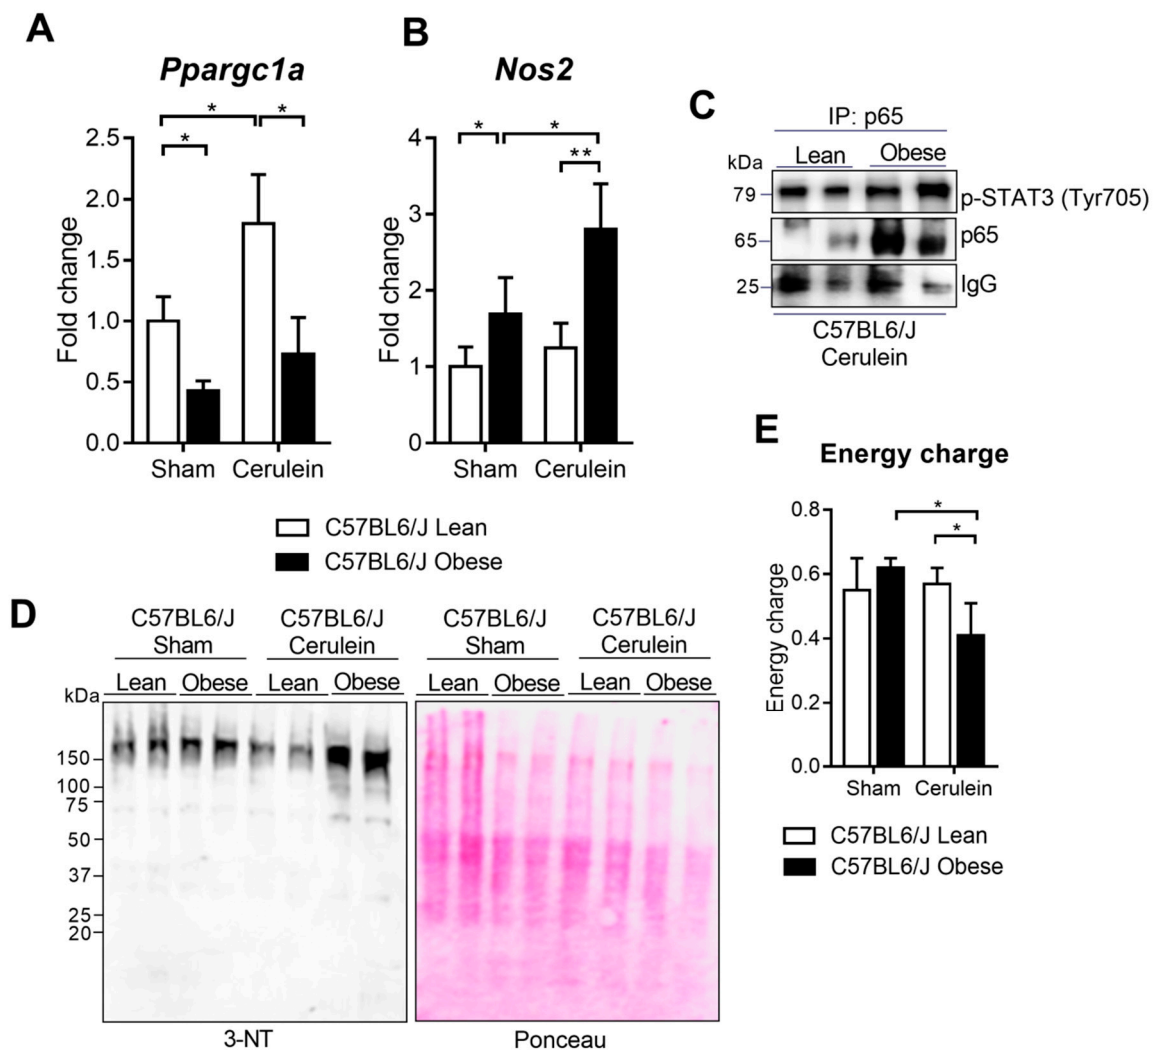 A
Ppargc1a
*
*
*
Fold change
2.5
2.0
1.5
1.0
0.5
0.0
Sham Cerulein
B
Nos2
*
*
**
Fold change
4
3
2
1
0
Sham Cerulein
C57BL6/J Lean
C57BL6/J Obese
C
IP: p65
kDa
Lean Obese
79
p-STAT3 (Tyr705)
65
p65
25
IgG
C57BL6/J
Cerulein
D
C57BL6/J
Sham
C57BL6/J
Cerulein
C57BL6/J
Sham
C57BL6/J
Cerulein
kDa
Lean Obese Lean Obese
Lean Obese Lean Obese
150
100
75
50
37
25
20
3-NT
Ponceau
E
Energy charge
*
*
Energy charge
0.8
0.6
0.4
0.2
0.0
Sham Cerulein
C57BL6/J Lean
C57BL6/J Obese